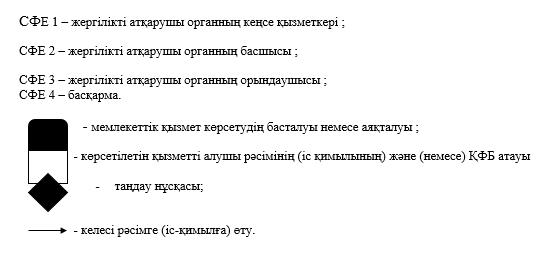 СФЕ 1 – жергілікті атқарушы органның кеңсе қызметкері ;
СФЕ 2 – жергілікті атқарушы органның басшысы ;
СФЕ 3 – жергілікті атқарушы органның орындаушысы ;
СФЕ 4 – басқарма.
- мемлекеттік қызмет көрсетудің басталуы немесе аяқталуы ;
- көрсетілетін қызметті алушы рәсімінің (іс қимылының) және (немесе) ҚФБ атауы
- таңдау нұсқасы;
- келесі рәсімге (іс-қимылға) өту.